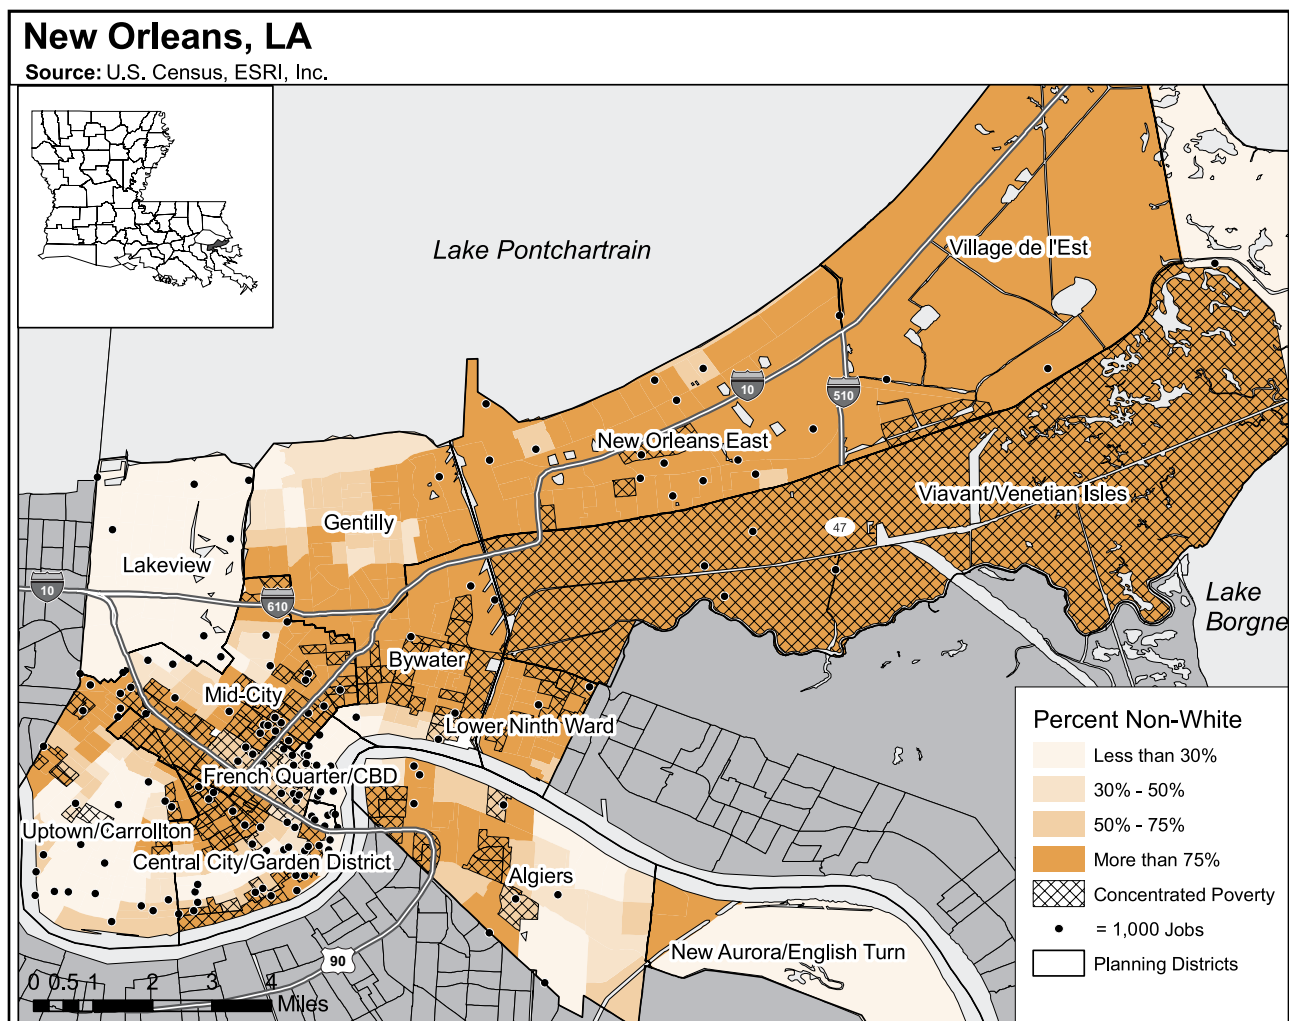 New Orleans, LA
Source: U.S. Census, ESRI, Inc.
Lake Pontchartrain
Village de l'Est
10
510
New Orleans East
Viavant/Venetian Isles
Gentilly
47
Lakeview
10
610
Lake
Borgne
Bywater
Mid-City
Lower Ninth Ward
French Quarter/CBD
Uptown/Carrollton
Central City/Garden District
Algiers
New Aurora/English Turn
90
0 0.5 1 2 3 4
Miles
Percent Non-White
Less than 30%
30% - 50%
50% - 75%
More than 75%
Concentrated Poverty
= 1,000 Jobs
Planning Districts